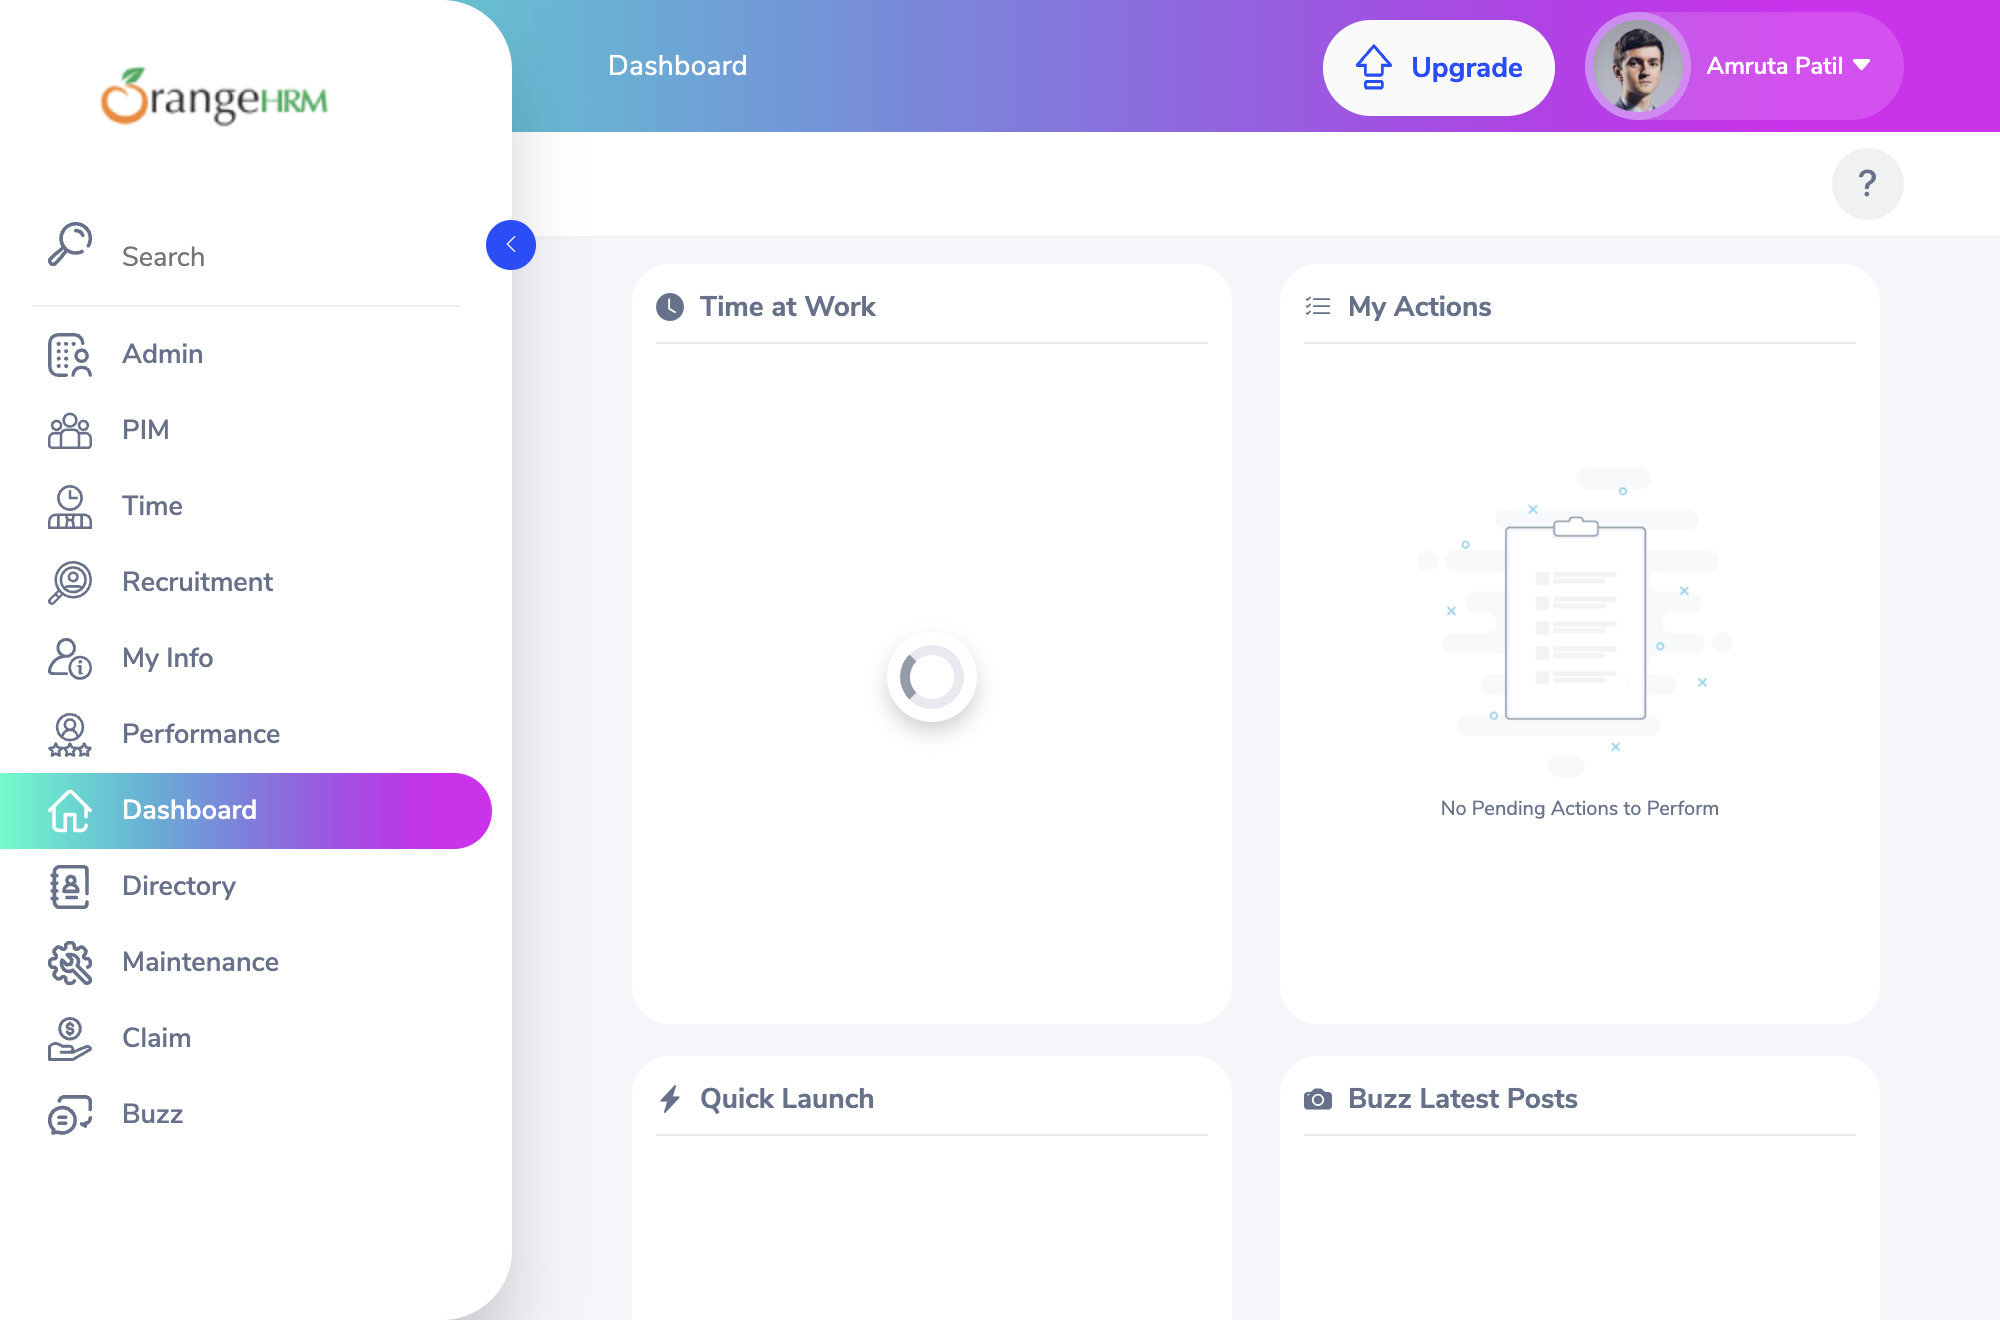 OrangeHRM
Dashboard
Upgrade
Amruta Patil
?
Search
Admin
PIM
Time
Recruitment
My Info
Performance
Dashboard
Directory
Maintenance
Claim
Buzz
Time at Work
My Actions
No Pending Actions to Perform
Quick Launch
Buzz Latest Posts